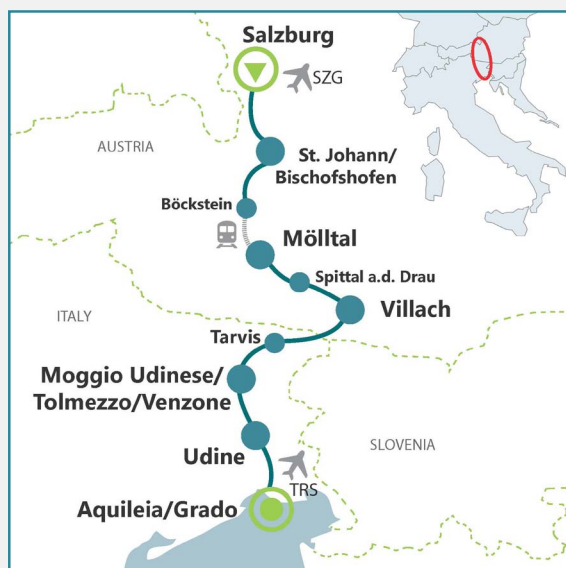 Salzburg
SZG
AUSTRIA
St. Johann/
Bischofshofen
Böckstein
Mölltal
Spittal a.d. Drau
ITALY
Villach
Tarvis
Moggio Udinese/
Tolmezzo/Venzone
SLOVENIA
Udine
TRS
Aquileia/Grado